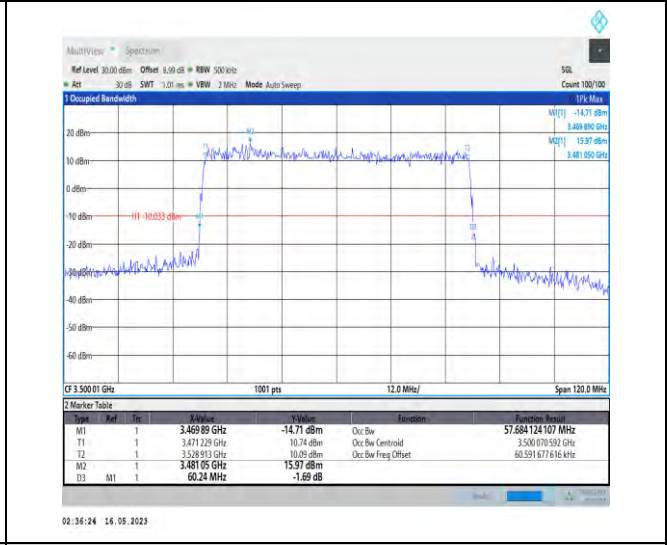 MultiView Spectrum
Ref Level 30.00 dBm Offset 8.99 dB RBW 500 kHz SGL
Att 30 dB SWT 1.01 ms VBW 2 MHz Mode Auto Sweep Count 100/100
1 Occupied Bandwidth 1Pk Max
M1[1] -14.71 dBm
3.469 890 GHz
M2[1] 15.97 dBm
3.481 050 GHz
20 dBm
M2
T1
T2
10 dBm
0 dBm
-10 dBm H1 -10.033 dBm M1
D3
-20 dBm
-30 dBm
-40 dBm
-50 dBm
-60 dBm
CF 3.500 01 GHz 1001 pts 12.0 MHz/ Span 120.0 MHz
2 Marker Table
Type Ref Trc X-Value Y-Value Function Function Result
M1 1 3.469 89 GHz -14.71 dBm Occ Bw 57.684 124 107 MHz
T1 1 3.471 229 GHz 10.74 dBm Occ Bw Centroid 3.500 070 592 GHz
T2 1 3.528 913 GHz 10.09 dBm Occ Bw Freq Offset 60.591 677 616 kHz
M2 1 3.481 05 GHz 15.97 dBm
D3 M1 1 60.24 MHz -1.69 dB
Ready
02:36:24 16.05.2023